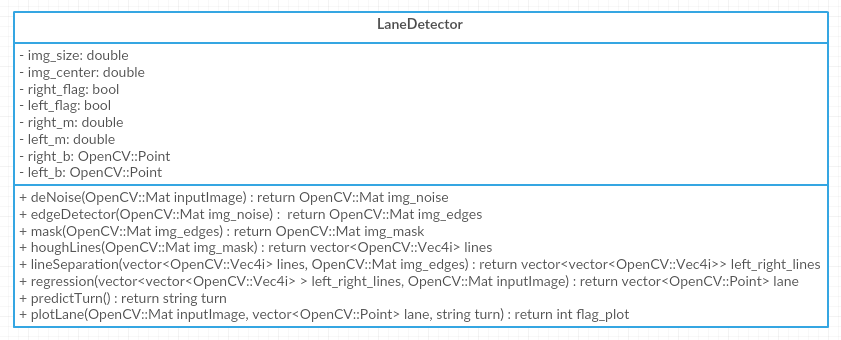 LaneDetector
- img_size: double
- img_center: double
- right_flag: bool
- left_flag: bool
- right_m: double
- left_m: double
- right_b: OpenCV::Point
- left_b: OpenCV::Point
+ deNoise(OpenCV::Mat inputImage) : return OpenCV::Mat img_noise
+ edgeDetector(OpenCV::Mat img_noise) :  return OpenCV::Mat img_edges
+ mask(OpenCV::Mat img_edges) : return OpenCV::Mat img_mask
+ houghLines(OpenCV::Mat img_mask) : return vector<OpenCV::Vec4i> lines
+ lineSeparation(vector<OpenCV::Vec4i> lines, OpenCV::Mat img_edges) : return vector<vector<OpenCV::Vec4i>> left_right_lines
+ regression(vector<vector<OpenCV::Vec4i> > left_right_lines, OpenCV::Mat inputImage) : return vector<OpenCV::Point> lane
+ predictTurn() : return string turn
+ plotLane(OpenCV::Mat inputImage, vector<OpenCV::Point> lane, string turn) : return int flag_plot